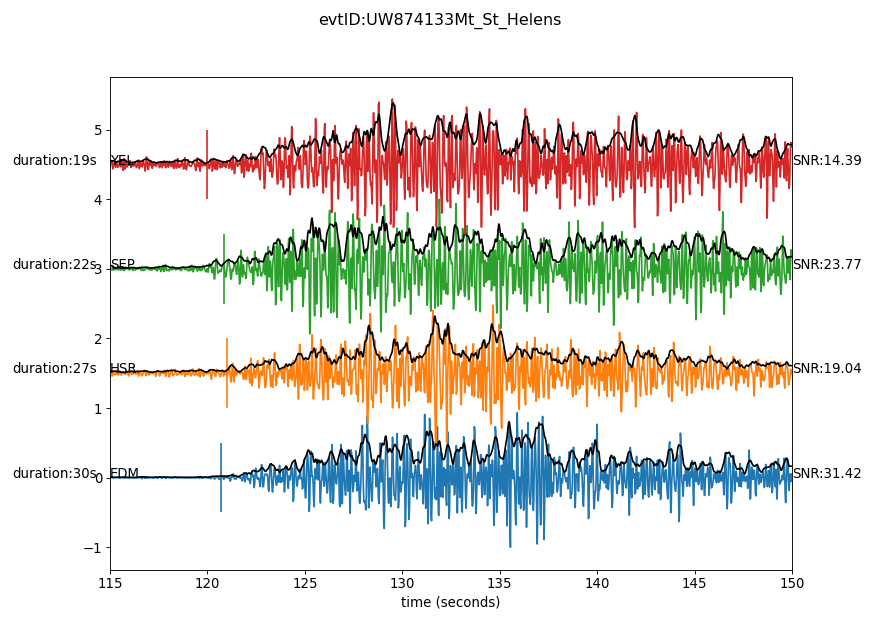 evtID:UW874133Mt_St_Helens
5
duration:19s YEL SNR:14.39
4
duration:22s SEP SNR:23.77
3
2
duration:27s HSR SNR:19.04
1
duration:30s EDM SNR:31.42
0
−1
115 120 125 130 135 140 145 150
time (seconds)